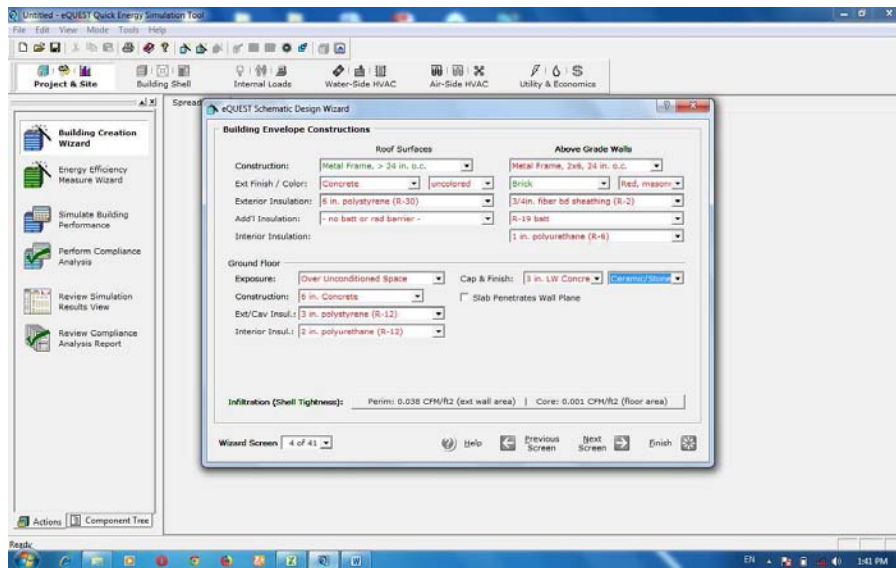 Untitled - eQUEST Quick Energy Simulation Tool
File Edit View Mode Tools Help
Project & Site Building Shell Internal Loads Water-Side HVAC Air-Side HVAC Utility & Economics
Spread
Building Creation
Wizard
Energy Efficiency
Measure Wizard
Simulate Building
Performance
Perform Compliance
Analysis
Review Simulation
Results View
Review Compliance
Analysis Report
Actions Component Tree
eQUEST Schematic Design Wizard
Building Envelope Constructions
Roof Surfaces Above Grade Walls
Construction: Metal Frame, > 24 in. o.c. Metal Frame, 2x6, 24 in. o.c.
Ext Finish / Color: Concrete uncolored Brick Red, mason
Exterior Insulation: 6 in. polystyrene (R-30) 3/4in. fiber bd sheathing (R-2)
Add'l Insulation: - no batt or rad barrier - R-19 batt
Interior Insulation: 1 in. polyurethane (R-6)
Ground Floor
Exposure: Over Unconditioned Space Cap & Finish: 3 in. LW Concre Ceramic/Stone
Construction: 6 in. Concrete Slab Penetrates Wall Plane
Ext/Cav Insul.: 3 in. polystyrene (R-12)
Interior Insul.: 2 in. polyurethane (R-12)
Infiltration (Shell Tightness): Perim: 0.038 CFM/ft2 (ext wall area) | Core: 0.001 CFM/ft2 (floor area)
Wizard Screen 4 of 41 Help Previous Screen Next Screen Finish
Ready
EN 1:41 PM